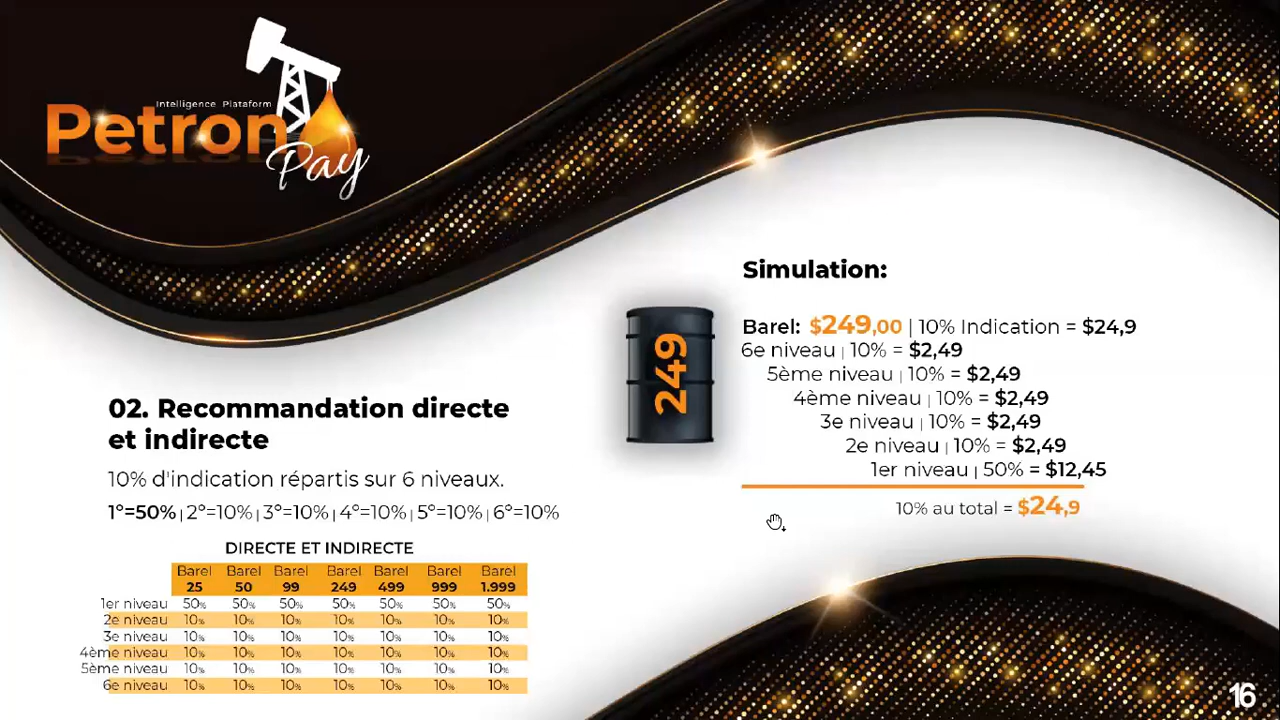 Intelligence Plataform
Petron
Pay
02. Recommandation directe
et indirecte
10% d'indication répartis sur 6 niveaux.
1º=50% | 2º=10% | 3º=10% | 4º=10% | 5º=10% | 6º=10%
DIRECTE ET INDIRECTE
Barel Barel Barel Barel Barel Barel Barel
25 50 99 249 499 999 1.999
1er niveau 50% 50% 50% 50% 50% 50% 50%
2e niveau 10% 10% 10% 10% 10% 10% 10%
3e niveau 10% 10% 10% 10% 10% 10% 10%
4ème niveau 10% 10% 10% 10% 10% 10% 10%
5ème niveau 10% 10% 10% 10% 10% 10% 10%
6e niveau 10% 10% 10% 10% 10% 10% 10%
249
Simulation:
Barel: $249,00 | 10% Indication = $24,9
6e niveau | 10% = $2,49
5ème niveau | 10% = $2,49
4ème niveau | 10% = $2,49
3e niveau | 10% = $2,49
2e niveau | 10% = $2,49
1er niveau | 50% = $12,45
10% au total = $24,9
16